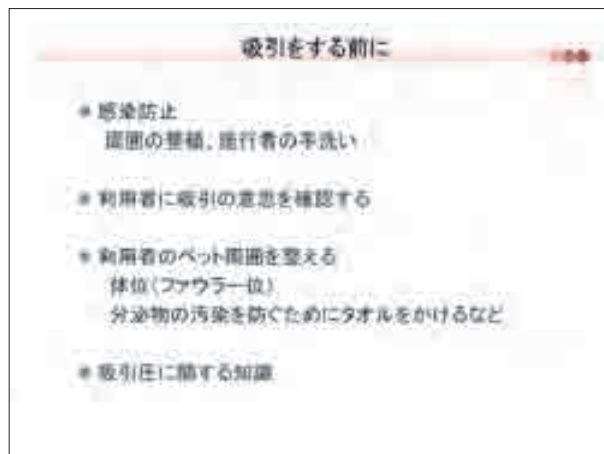 吸引をする前に
感染防止
周囲の整頓、施行者の手洗い
利用者に吸引の意思を確認する
利用者のベット周囲を整える
体位(ファウラー位)
分泌物の汚染を防ぐためにタオルをかけるなど
吸引圧に関する知識